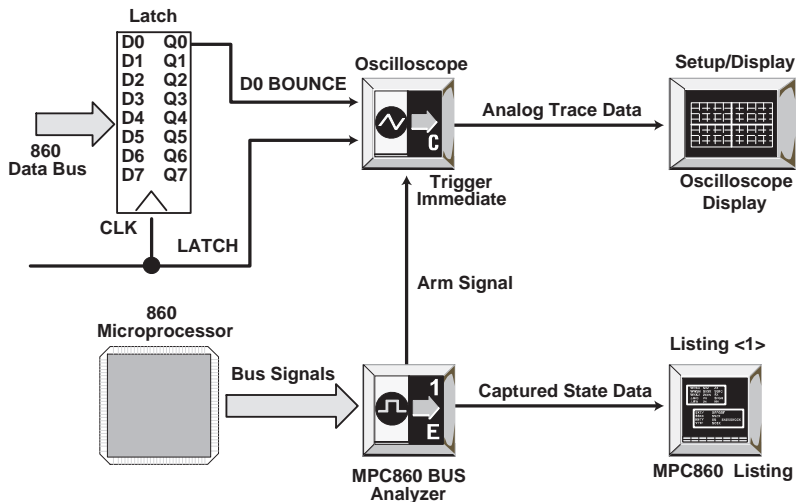 Latch
D0 Q0
D1 Q1
D2 Q2
D3 Q3
D4 Q4
D5 Q5
D6 Q6
D7 Q7
860
Data Bus
CLK
LATCH
D0 BOUNCE
Oscilloscope
C
Trigger
Immediate
Analog Trace Data
Setup/Display
Oscilloscope
Display
Arm Signal
860
Microprocessor
Bus Signals
1
E
MPC860 BUS
Analyzer
Captured State Data
Listing <1>
MPC860 Listing